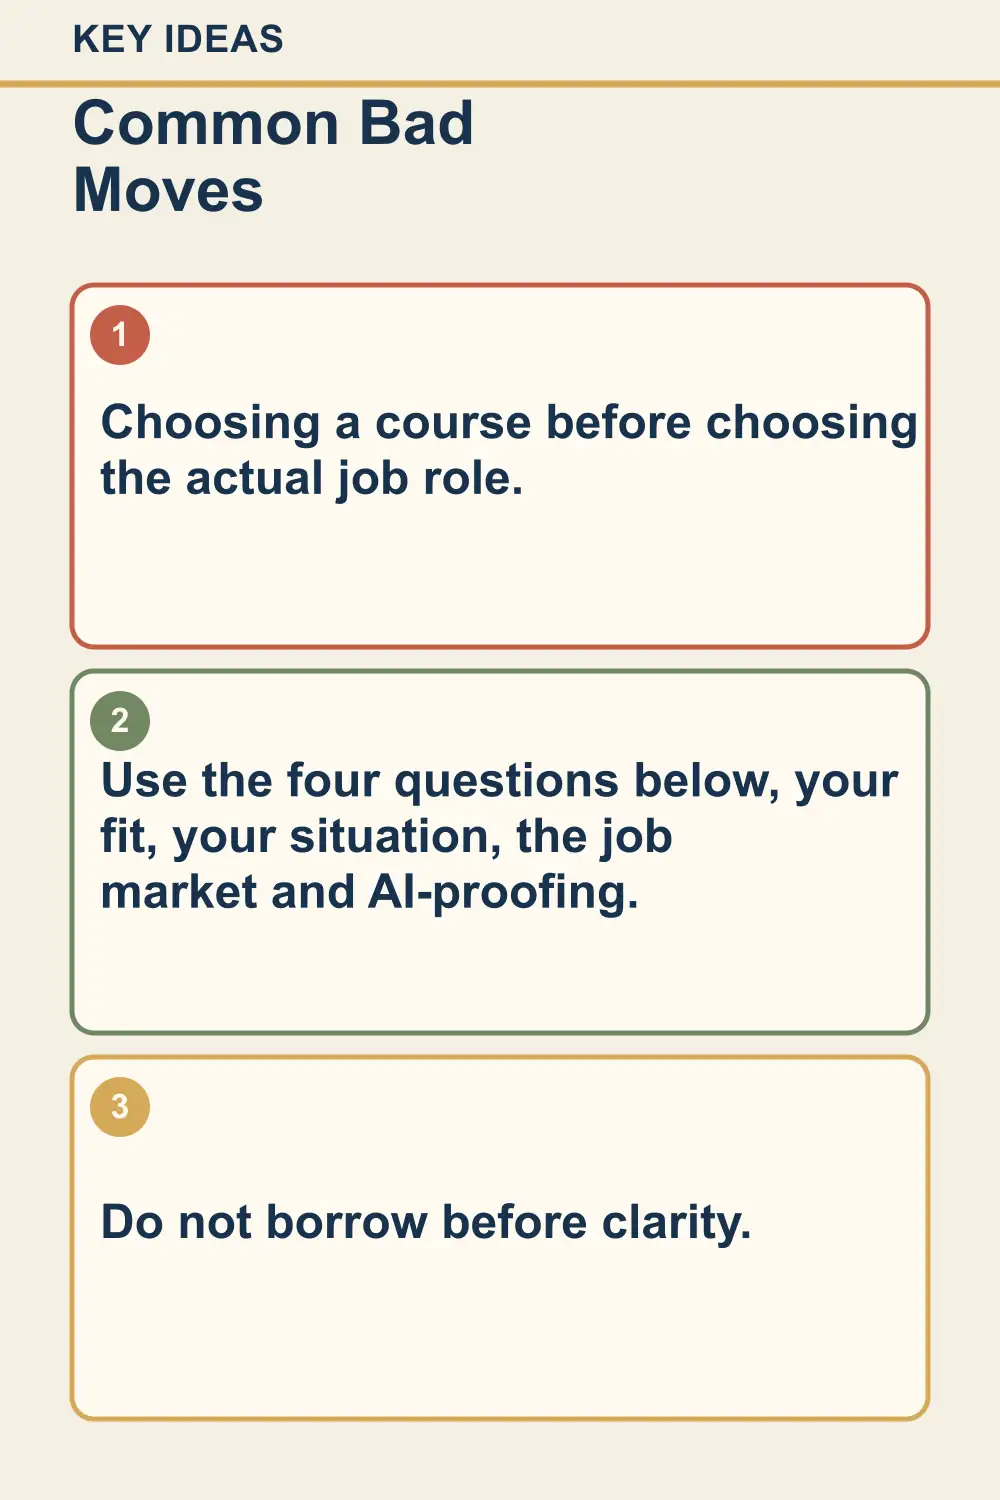 KEY IDEAS
Common Bad
Moves
1
Choosing a course before choosing
the actual job role.
2
Use the four questions below, your
fit, your situation, the job
market and AI-proofing.
3
Do not borrow before clarity.